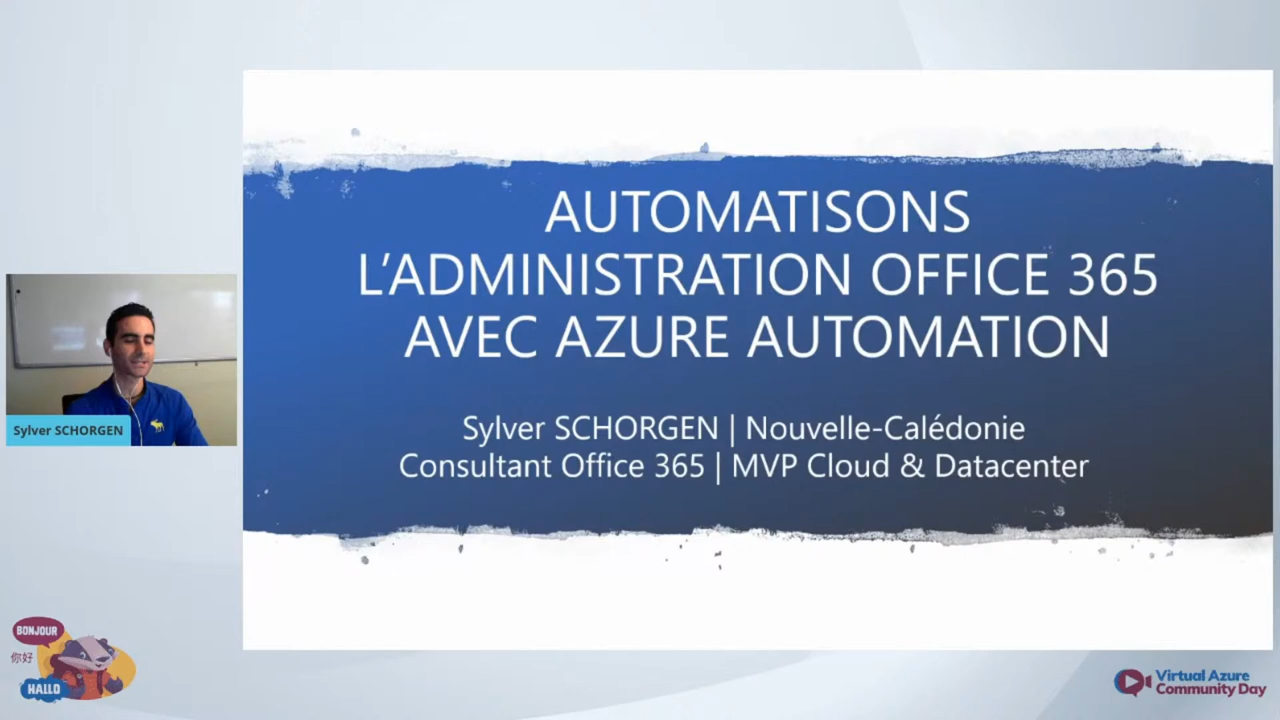 AUTOMATISONS
L'ADMINISTRATION OFFICE 365
AVEC AZURE AUTOMATION
Sylver SCHORGEN | Nouvelle-Calédonie
Consultant Office 365 | MVP Cloud & Datacenter
Sylver SCHORGEN
BONJOUR
你好
HALLO
Virtual Azure
Community Day